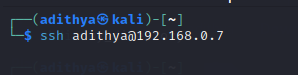 ┌──(adithya㉿kali)-[~]
└─$ ssh adithya@192.168.0.7